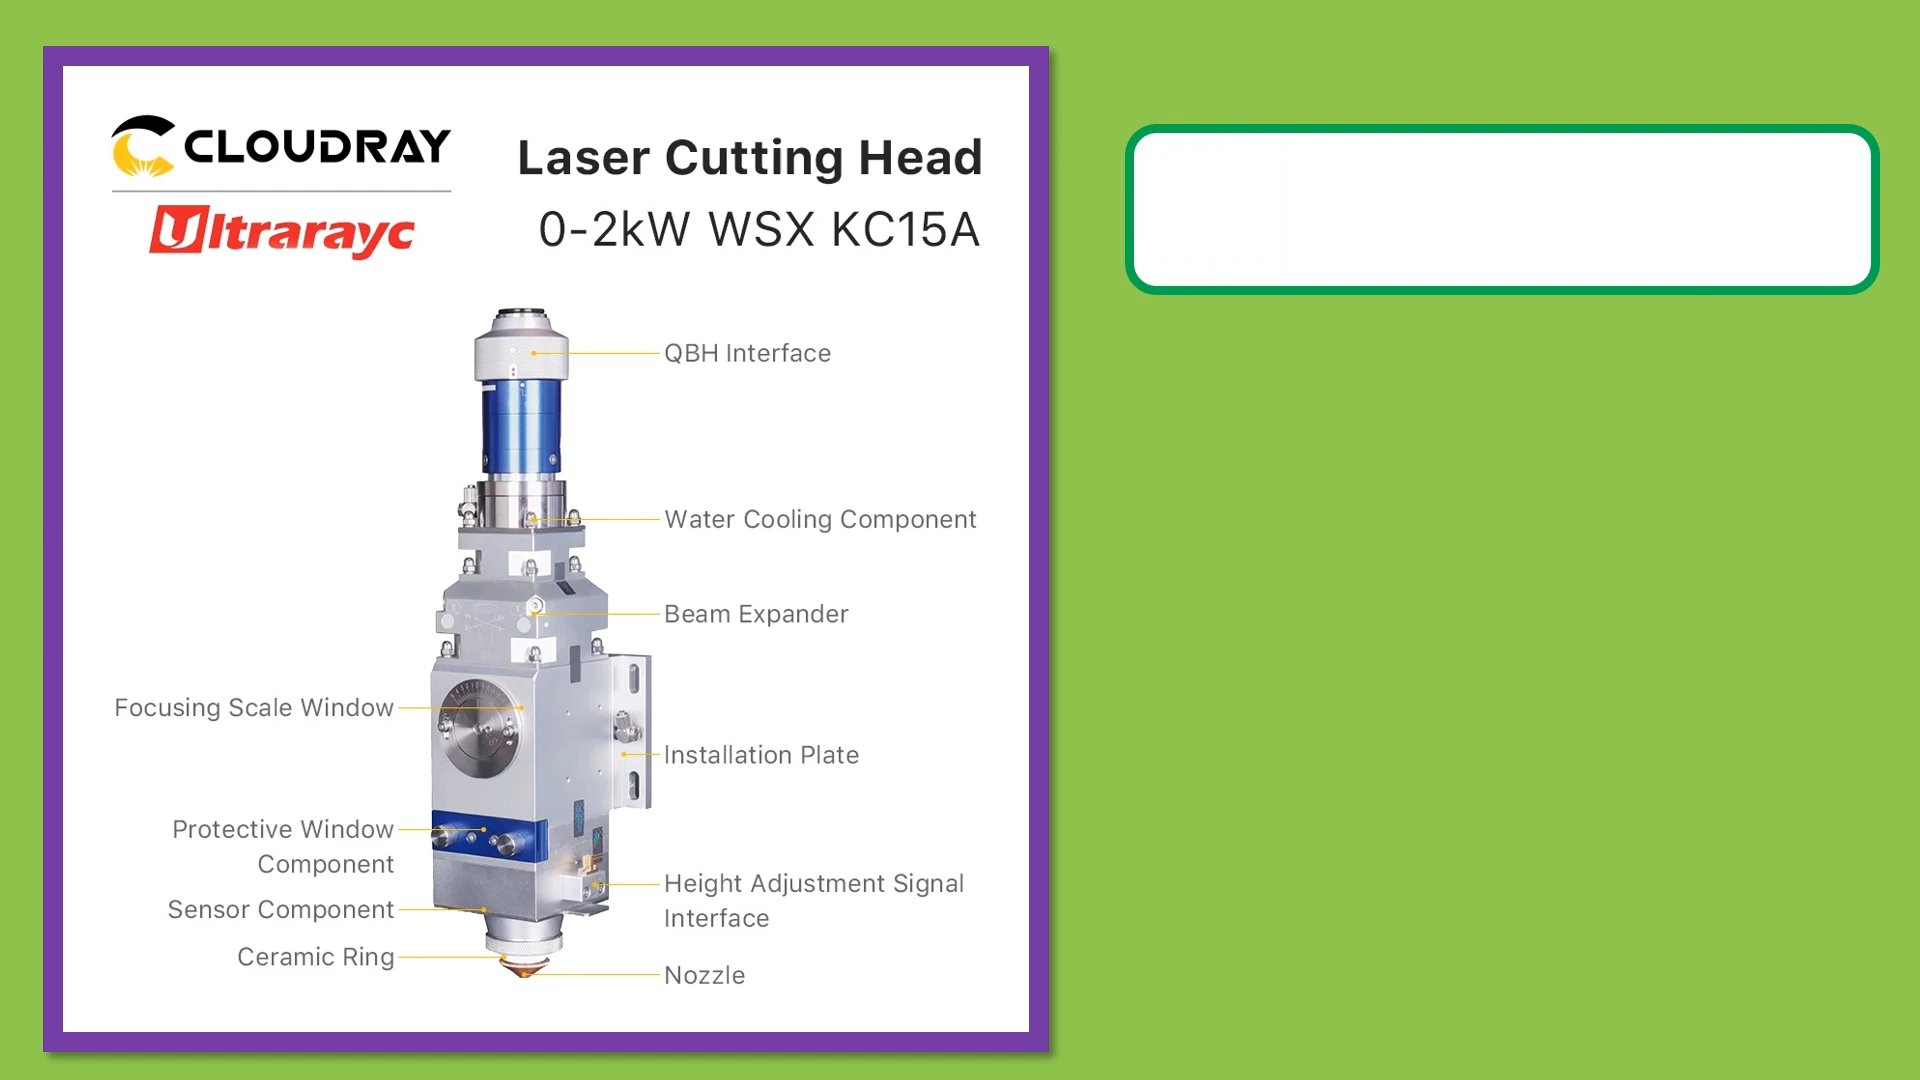 CLOUDRAY
Ultrarayc
Laser Cutting Head
0-2kW WSX KC15A
QBH Interface
Water Cooling Component
Beam Expander
Focusing Scale Window
Installation Plate
Protective Window
Component
Height Adjustment Signal
Interface
Sensor Component
Ceramic Ring
Nozzle